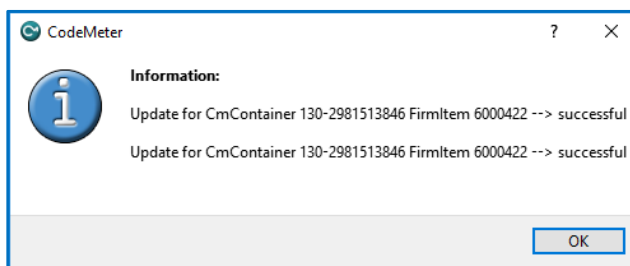 CodeMeter
?
Information:
Update for CmContainer 130-2981513846 FirmItem 6000422 --> successful
Update for CmContainer 130-2981513846 FirmItem 6000422 --> successful
OK